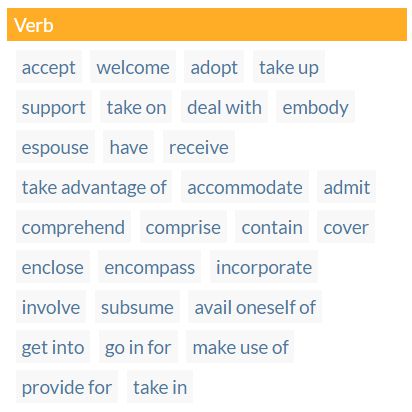 Verb
accept welcome adopt take up
support take on deal with embody
espouse have receive
take advantage of accommodate admit
comprehend comprise contain cover
enclose encompass incorporate
involve subsume avail oneself of
get into go in for make use of
provide for take in